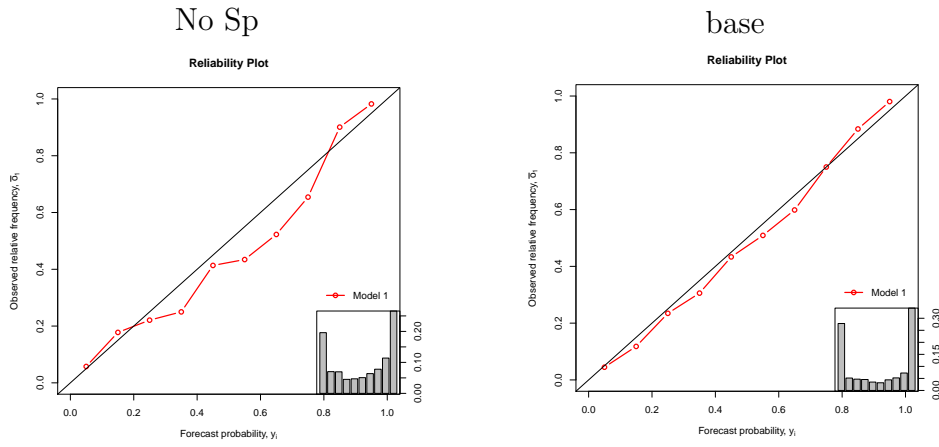 No Sp
Reliability Plot
Observed relative frequency, o̅₁
1.0
0.8
0.6
0.4
0.2
0.0
Model 1
0.20
0.10
0.00
0.0 0.2 0.4 0.6 0.8 1.0
Forecast probability, yᵢ
base
Reliability Plot
Observed relative frequency, o̅₁
1.0
0.8
0.6
0.4
0.2
0.0
Model 1
0.30
0.15
0.00
0.0 0.2 0.4 0.6 0.8 1.0
Forecast probability, yᵢ